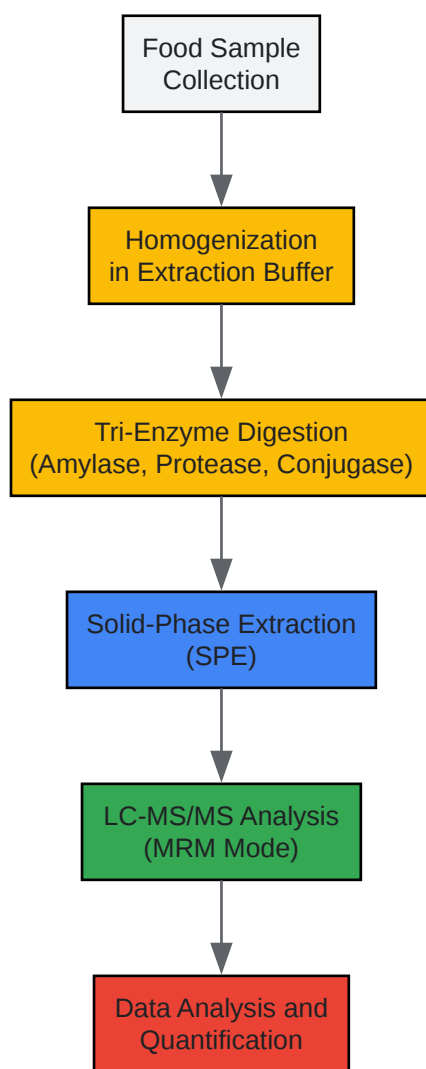 Food Sample
Collection
Homogenization
in Extraction Buffer
Tri-Enzyme Digestion
(Amylase, Protease, Conjugase)
Solid-Phase Extraction
(SPE)
LC-MS/MS Analysis
(MRM Mode)
Data Analysis and
Quantification